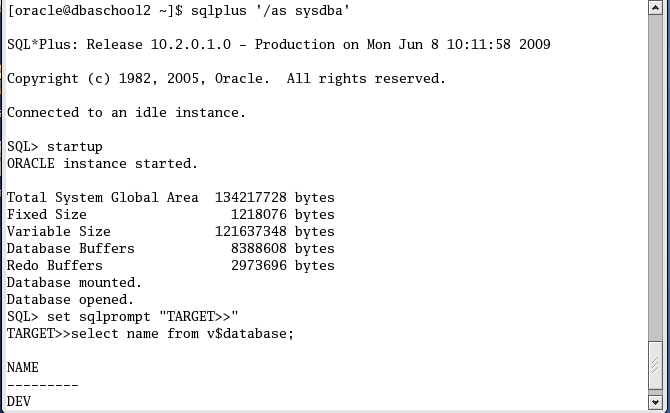 [oracle@dbaschool2 ~]$ sqlplus '/as sysdba'
SQL*Plus: Release 10.2.0.1.0 - Production on Mon Jun 8 10:11:58 2009
Copyright (c) 1982, 2005, Oracle.  All rights reserved.
Connected to an idle instance.
SQL> startup
ORACLE instance started.
Total System Global Area  134217728 bytes
Fixed Size                  1218076 bytes
Variable Size             121637348 bytes
Database Buffers            8388608 bytes
Redo Buffers                2973696 bytes
Database mounted.
Database opened.
SQL> set sqlprompt "TARGET>>"
TARGET>>select name from v$database;
NAME
---------
DEV